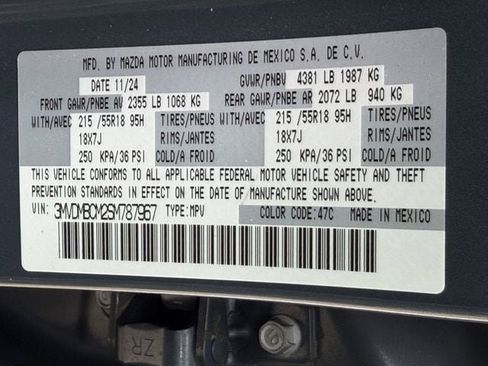 MFD. BY MAZDA MOTOR MANUFACTURING DE MEXICO S.A. DE C.V.
DATE 11/24 GVWR/PNBV 4381 LB 1987 KG
FRONT GAWR/PNBE AV 2355 LB 1068 KG REAR GAWR/PNBE AR 2072 LB 940 KG
WITH/AVEC 215 /55R18 95H TIRES/PNEUS WITH/AVEC 215 /55R18 95H TIRES/PNEUS
18X7J RIMS/JANTES 18X7J RIMS/JANTES
250 KPA/36 PSI COLD/A FROID 250 KPA/36 PSI COLD/A FROID
THIS VEHICLE CONFORMS TO ALL APPLICABLE FEDERAL MOTOR VEHICLE SAFETY AND THEFT
PREVENTION STANDARDS IN EFFECT ON THE DATE OF MANUFACTURE SHOWN ABOVE.
VIN: 3MVDMBCM2SM787967 TYPE: MPV COLOR CODE: 47C MADE IN MEXICO
ZR